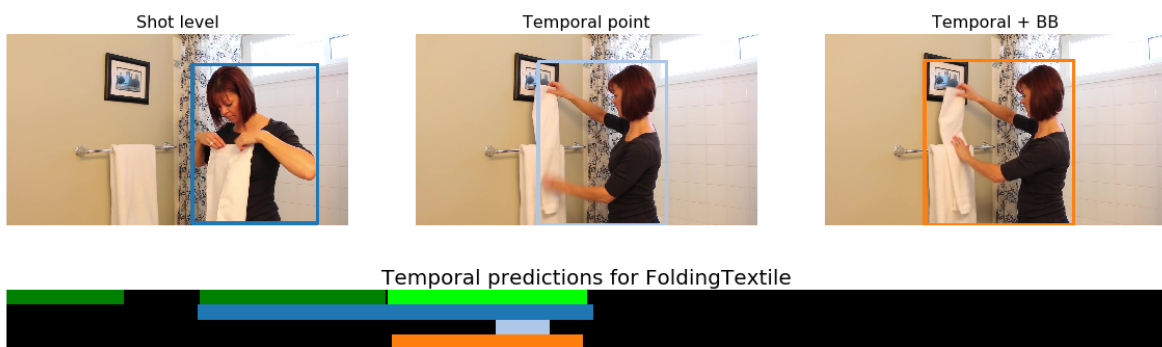 Shot level
Temporal point
Temporal + BB
Temporal predictions for FoldingTextile